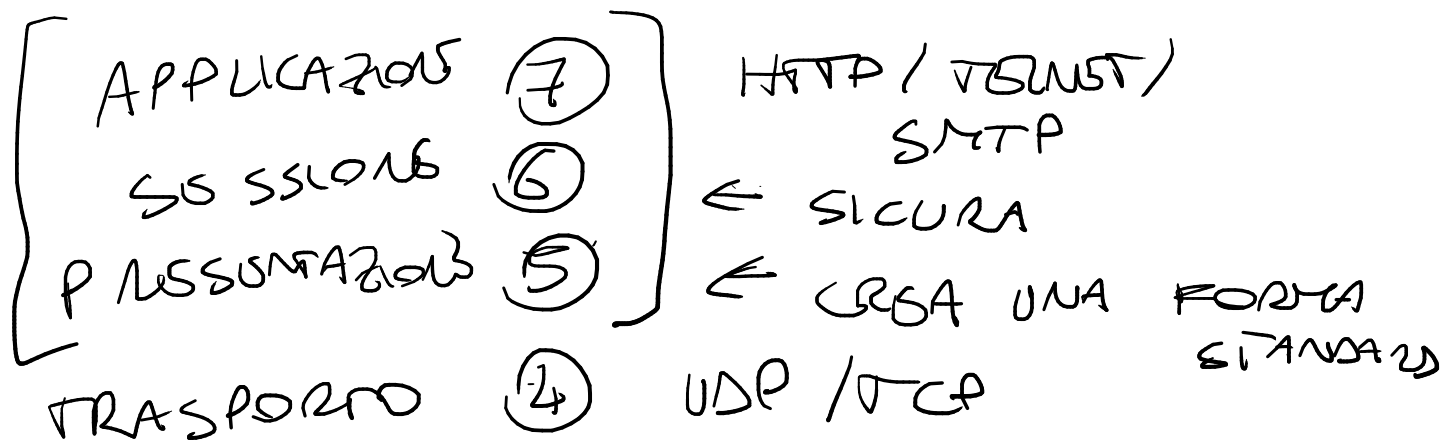 APPLICAZIONE 7 HTTP / TELNET /
SMTP
SESSIONE 6 ← SICURA
PRESENTAZIONE 5 ← CREA UNA FORMA
STANDARD
TRASPORTO 4 UDP / TCP